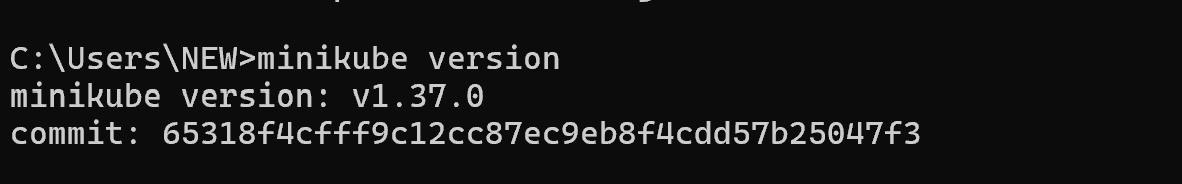 C:\Users\NEW>minikube version
minikube version: v1.37.0
commit: 65318f4cfff9c12cc87ec9eb8f4cdd57b25047f3